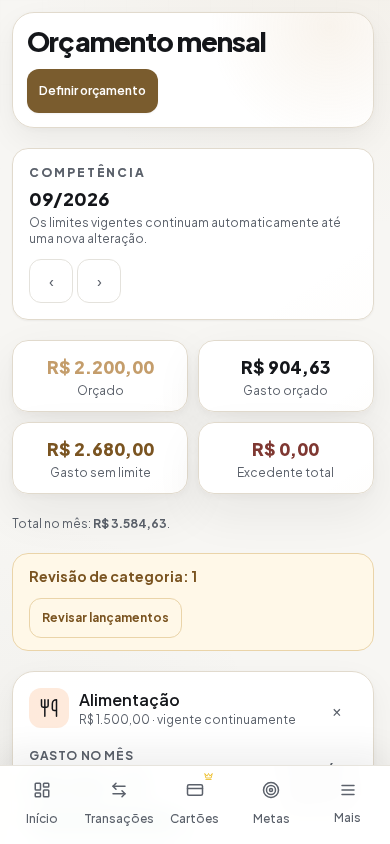 Orçamento mensal
Definir orçamento
COMPETÊNCIA
09/2026
Os limites vigentes continuam automaticamente até
uma nova alteração.
‹ ›
R$ 2.200,00
Orçado
R$ 904,63
Gasto orçado
R$ 2.680,00
Gasto sem limite
R$ 0,00
Excedente total
Total no mês: R$ 3.584,63.
Revisão de categoria: 1
Revisar lançamentos
Alimentação
R$ 1.500,00 · vigente continuamente
×
GASTO NO MÊS
Início
Transações
Cartões
Metas
Mais